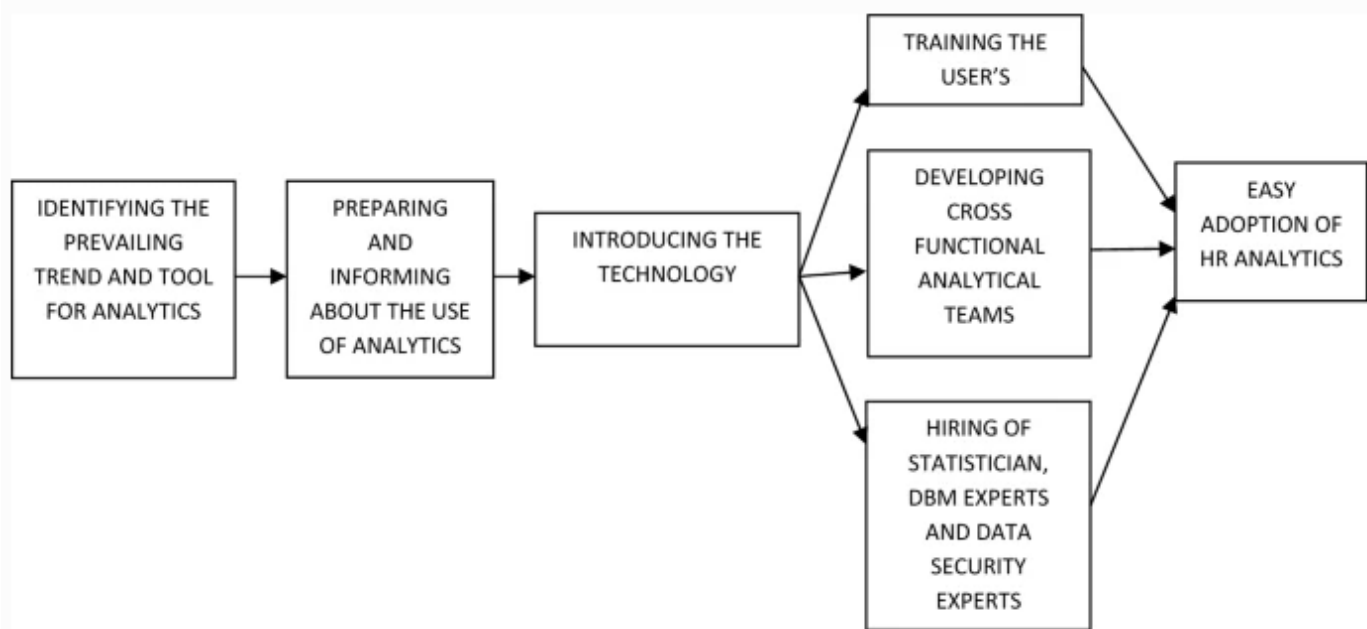 IDENTIFYING THE
PREVAILING
TREND AND TOOL
FOR ANALYTICS
PREPARING
AND
INFORMING
ABOUT THE USE
OF ANALYTICS
INTRODUCING THE
TECHNOLOGY
TRAINING THE
USER’S
DEVELOPING
CROSS
FUNCTIONAL
ANALYTICAL
TEAMS
HIRING OF
STATISTICIAN,
DBM EXPERTS
AND DATA
SECURITY
EXPERTS
EASY
ADOPTION OF
HR ANALYTICS